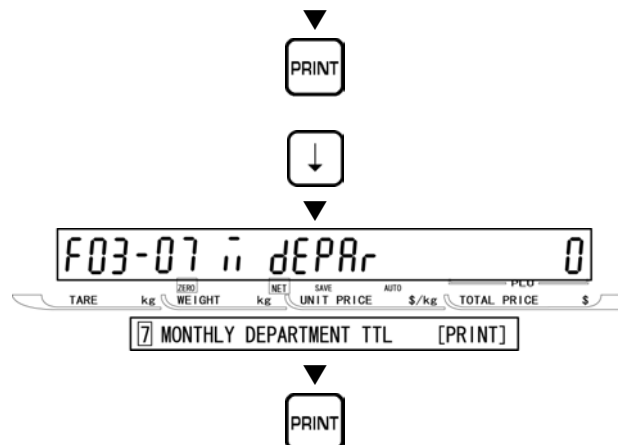 PRINT
↓
F03-07 ñ dEPAr 0
ZERO NET SAVE AUTO PLU
TARE kg WEIGHT kg UNIT PRICE $/kg TOTAL PRICE $
7 MONTHLY DEPARTMENT TTL [PRINT]
PRINT